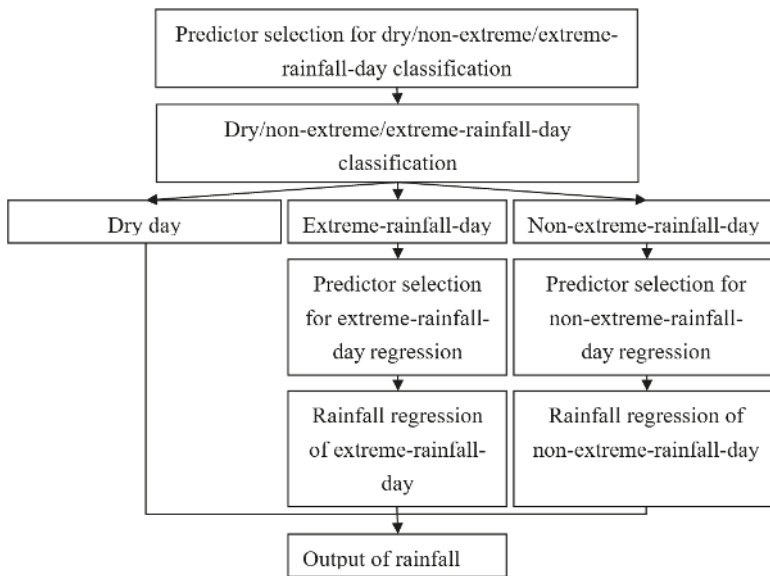 Predictor selection for dry/non-extreme/extreme-
rainfall-day classification
Dry/non-extreme/extreme-rainfall-day
classification
Dry day
Extreme-rainfall-day
Non-extreme-rainfall-day
Predictor selection
for extreme-rainfall-
day regression
Predictor selection for
non-extreme-rainfall-
day regression
Rainfall regression
of extreme-rainfall-
day
Rainfall regression of
non-extreme-rainfall-day
Output of rainfall